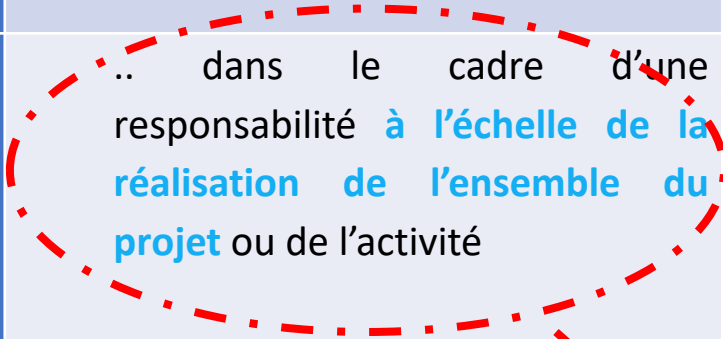 .. dans le cadre d’une
responsabilité à l’échelle de la
réalisation de l’ensemble du
projet ou de l’activité